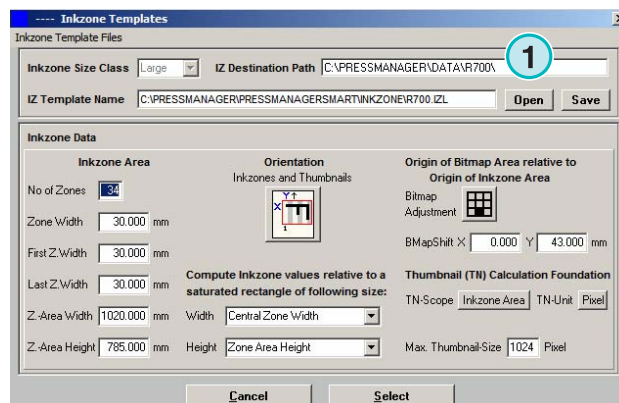 ---- Inkzone Templates
Inkzone Template Files
Inkzone Size Class Large IZ Destination Path C:\PRESSMANAGER\DATA\R700\ 1
IZ Template Name C:\PRESSMANAGER\PRESSMANAGERSMART\INKZONE\R700.IZL Open Save
Inkzone Data
Inkzone Area
No of Zones 34
Zone Width 30.000 mm
First Z.Width 30.000 mm
Last Z.Width 30.000 mm
Z.-Area Width 1020.000 mm
Z.-Area Height 785.000 mm
Orientation
Inkzones and Thumbnails
X Y 1
Compute Inkzone values relative to a
saturated rectangle of following size:
Width Central Zone Width
Height Zone Area Height
Origin of Bitmap Area relative to
Origin of Inkzone Area
Bitmap
Adjustment
BMapShift X 0.000 Y 43.000 mm
Thumbnail (TN) Calculation Foundation
TN-Scope Inkzone Area TN-Unit Pixel
Max. Thumbnail-Size 1024 Pixel
Cancel Select